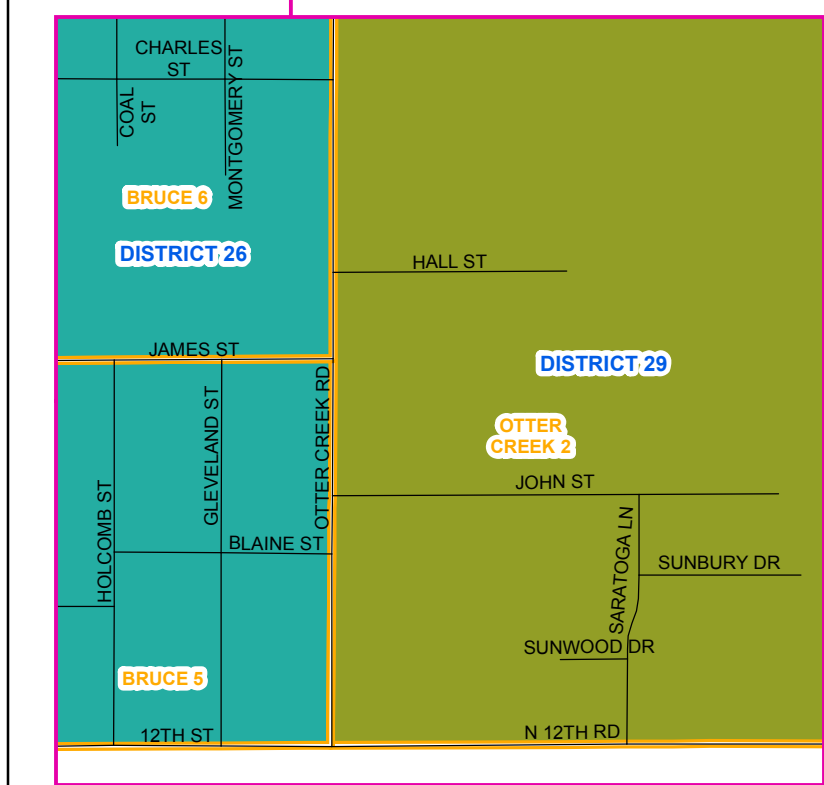 CHARLES
ST
MONTGOMERY ST
COAL
ST
BRUCE 6
DISTRICT 26
HALL ST
JAMES ST
DISTRICT 29
OTTER CREEK RD
GLEVELAND ST
OTTER
CREEK 2
JOHN ST
HOLCOMB ST
BLAINE ST
SARATOGA LN
SUNBURY DR
SUNWOOD DR
BRUCE 5
12TH ST
N 12TH RD